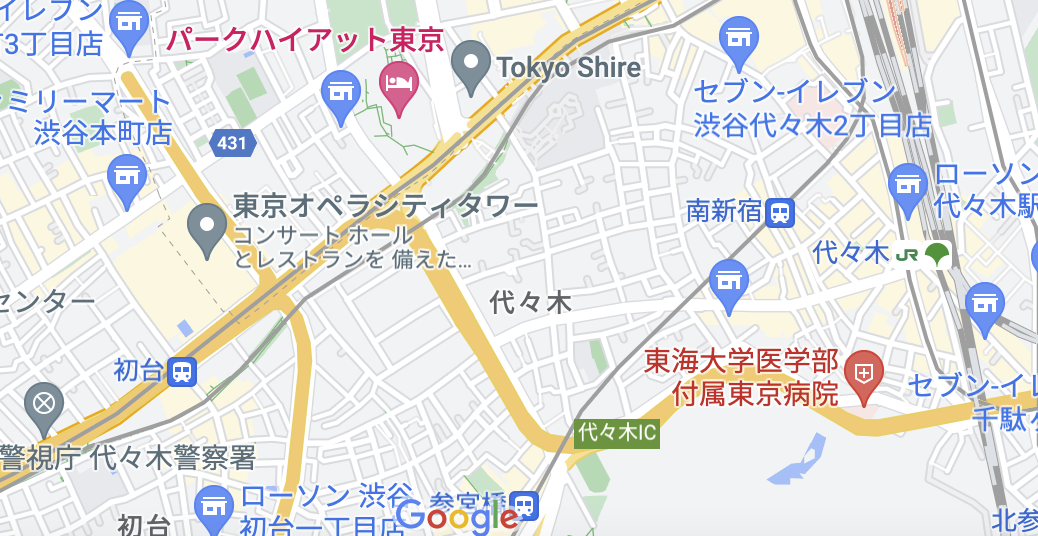 イレブン
丁3丁目店
パークハイアット東京
Tokyo Shire
セブン-イレブン
渋谷代々木2丁目店
ミリーマート
渋谷本町店
431
ローソン
代々木駅
東京オペラシティタワー
コンサート ホール
とレストランを 備えた...
南新宿
代々木
JR
センター
代々木
初台
東海大学医学部
付属東京病院
セブン-イレ
千駄ヶ
代々木IC
警視庁 代々木警察署
ローソン 渋谷
初台一丁目店
参宮橋
Google
初台
北参